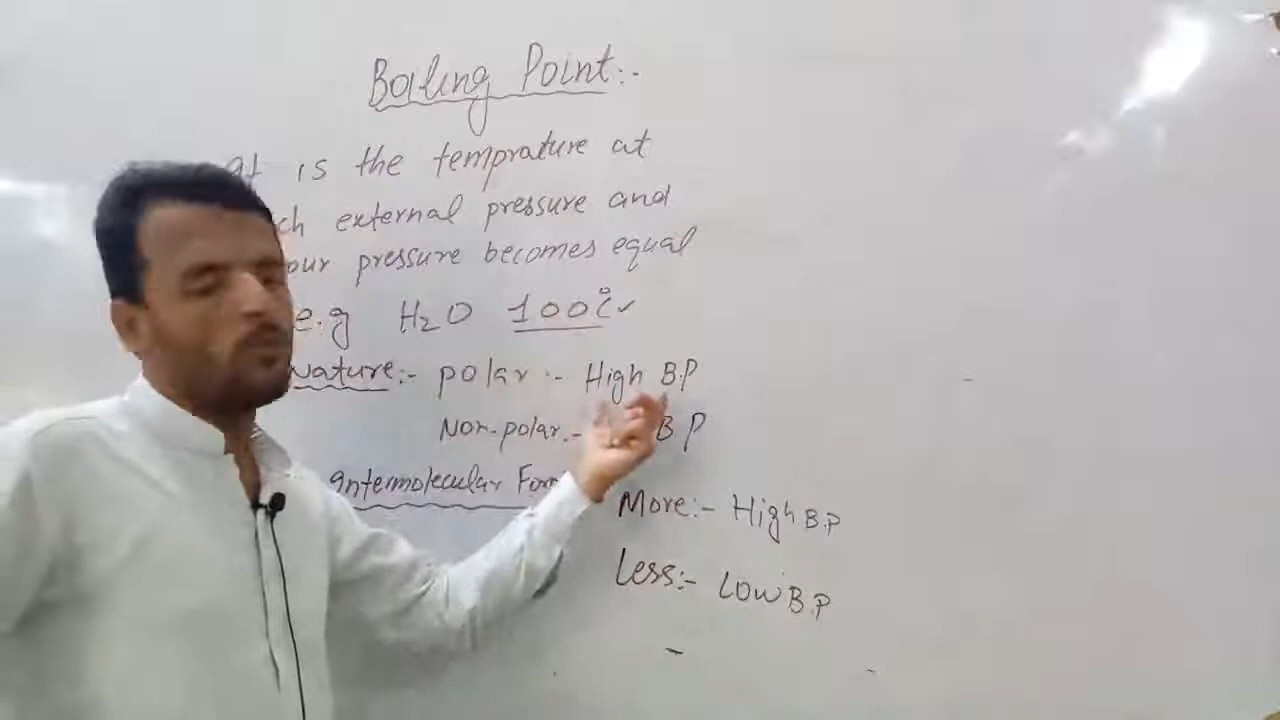 Boiling Point:-
It is the temprature at
ch external pressure and
our pressure becomes equal
e.g H₂O 100°C
Nature:- polar :- High B.P
Non-polar:- B P
Intermolecular For
More:- High B.P
Less:- Low B.P